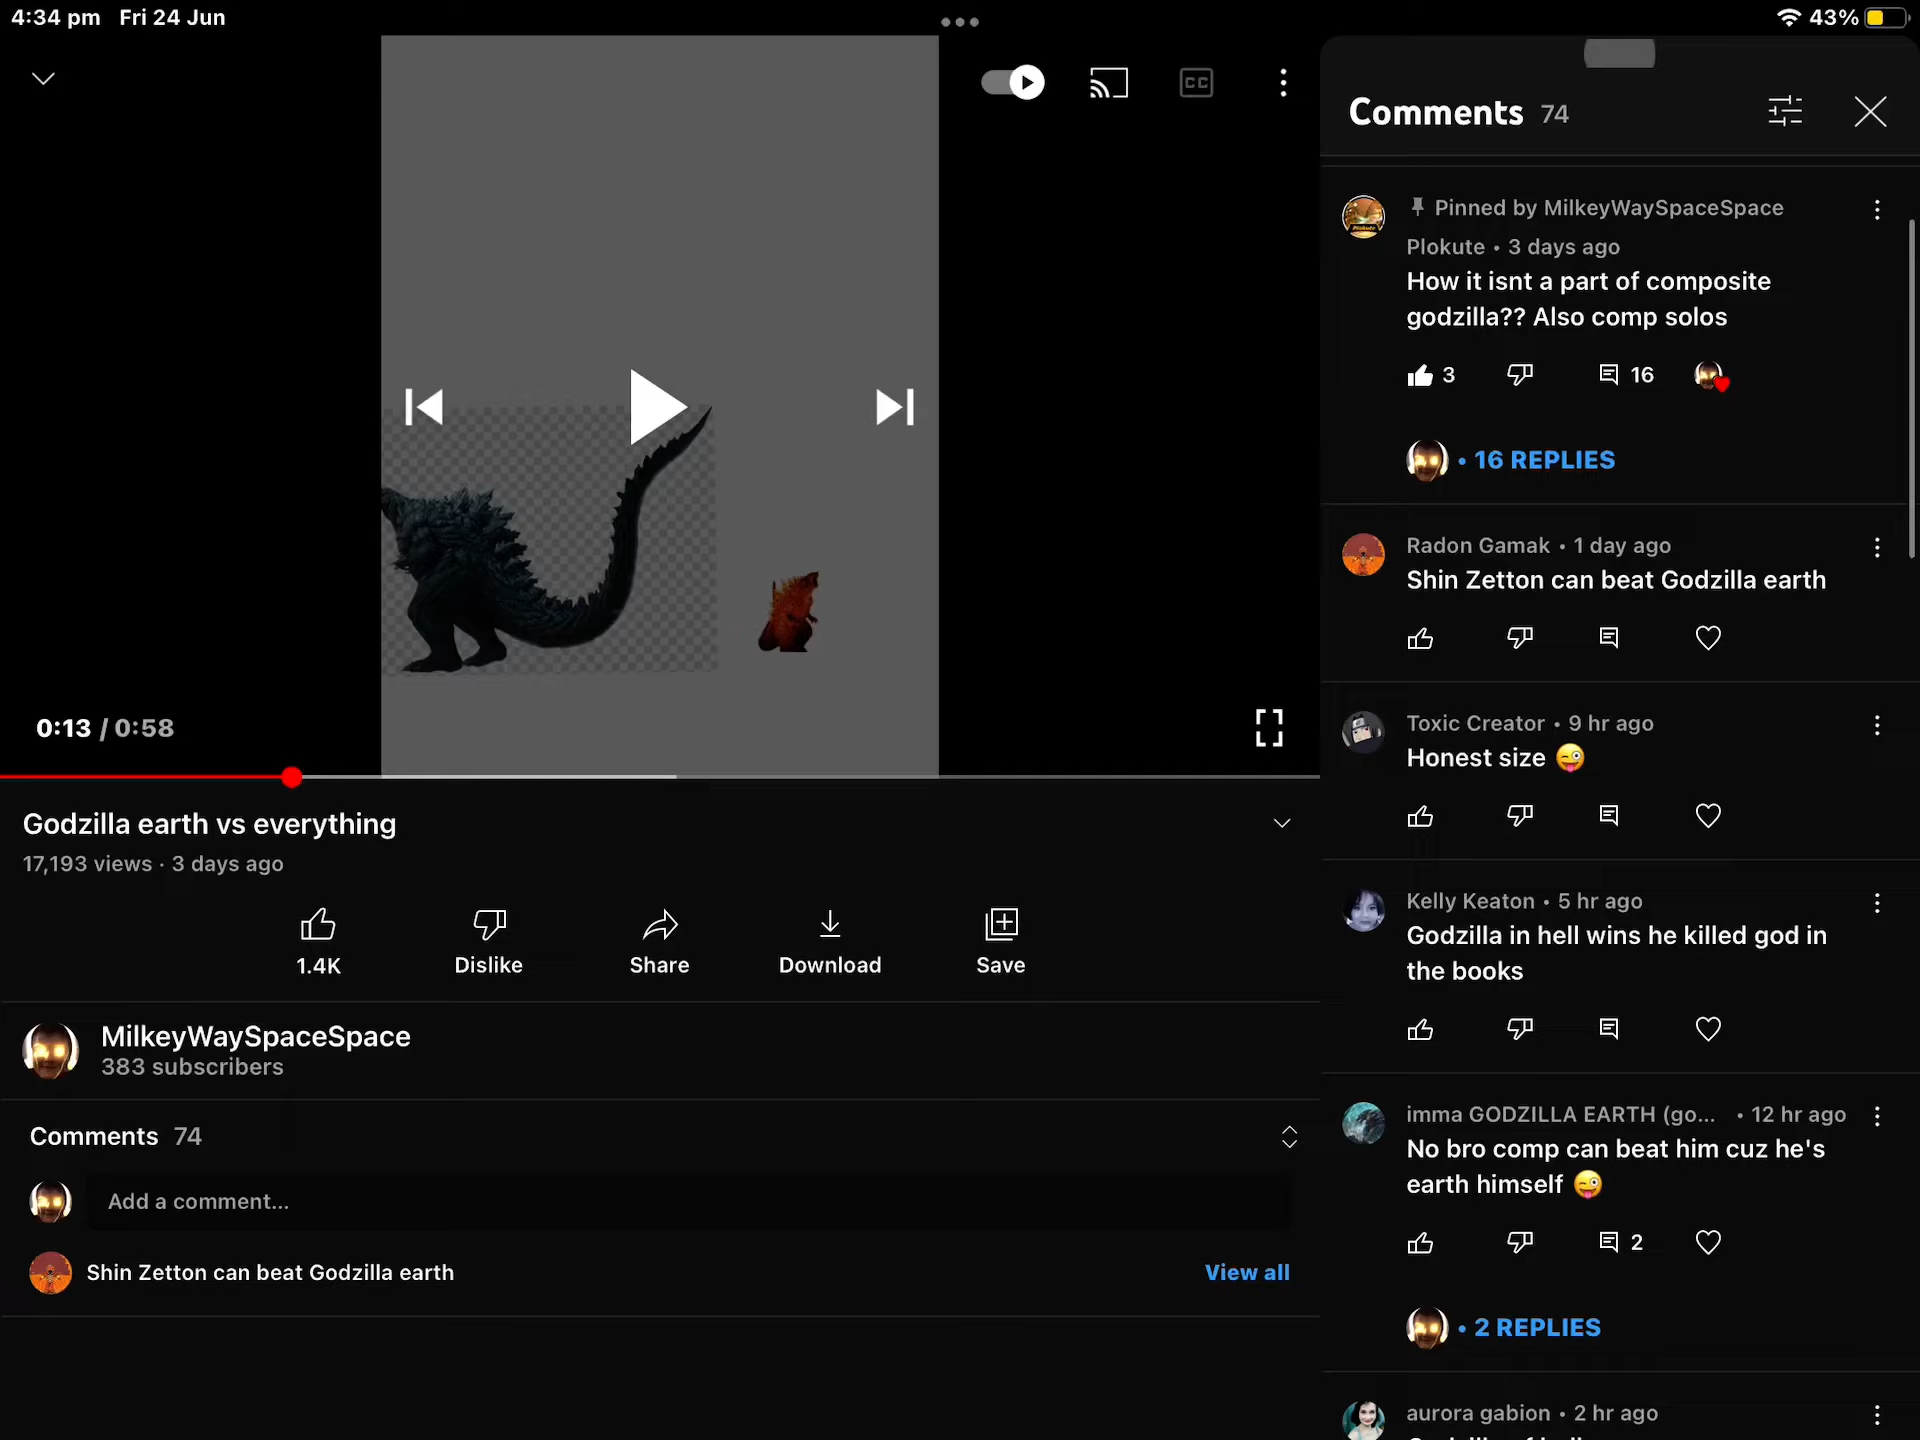 4:34 pm Fri 24 Jun
43%
CC
0:13 / 0:58
Godzilla earth vs everything
17,193 views · 3 days ago
1.4K
Dislike
Share
Download
Save
MilkeyWaySpaceSpace
383 subscribers
Comments 74
Add a comment...
Shin Zetton can beat Godzilla earth
View all
Comments 74
Pinned by MilkeyWaySpaceSpace
Plokute • 3 days ago
How it isnt a part of composite
godzilla?? Also comp solos
3
16
• 16 REPLIES
Radon Gamak • 1 day ago
Shin Zetton can beat Godzilla earth
Toxic Creator • 9 hr ago
Honest size 😜
Kelly Keaton • 5 hr ago
Godzilla in hell wins he killed god in
the books
imma GODZILLA EARTH (go... • 12 hr ago
No bro comp can beat him cuz he's
earth himself 😜
2
• 2 REPLIES
aurora gabion • 2 hr ago